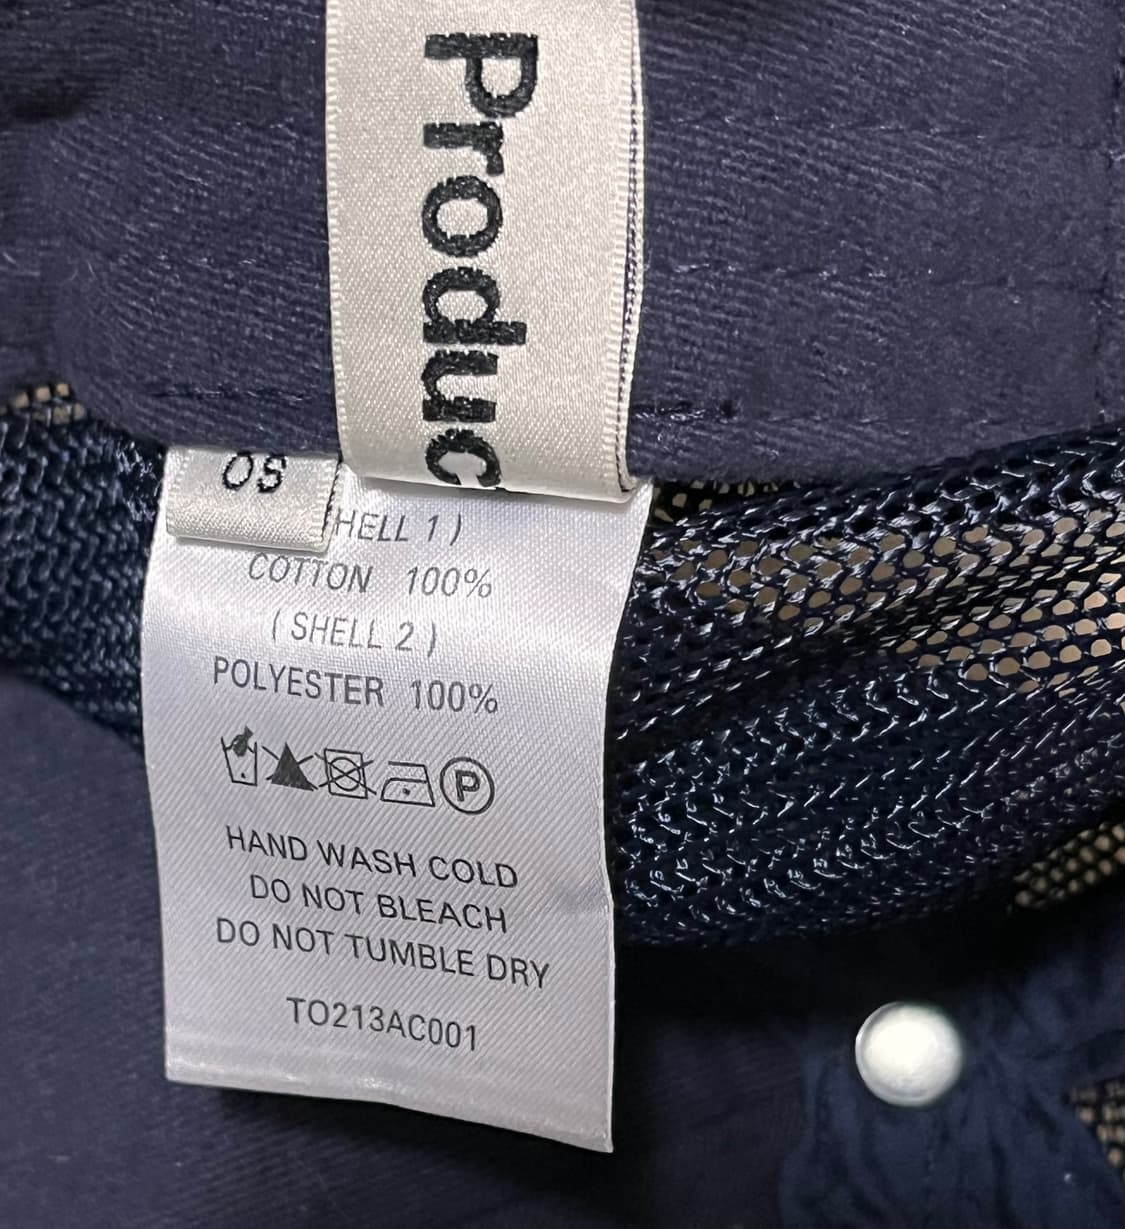 Produc
OS
HELL 1 )
COTTON 100%
( SHELL 2 )
POLYESTER 100%
P
HAND WASH COLD
DO NOT BLEACH
DO NOT TUMBLE DRY
TO213AC001